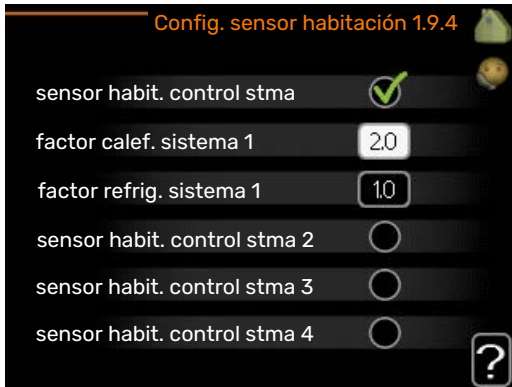 Config. sensor habitación 1.9.4
sensor habit. control stma
factor calef. sistema 1 2.0
factor refrig. sistema 1 1.0
sensor habit. control stma 2
sensor habit. control stma 3
sensor habit. control stma 4
?